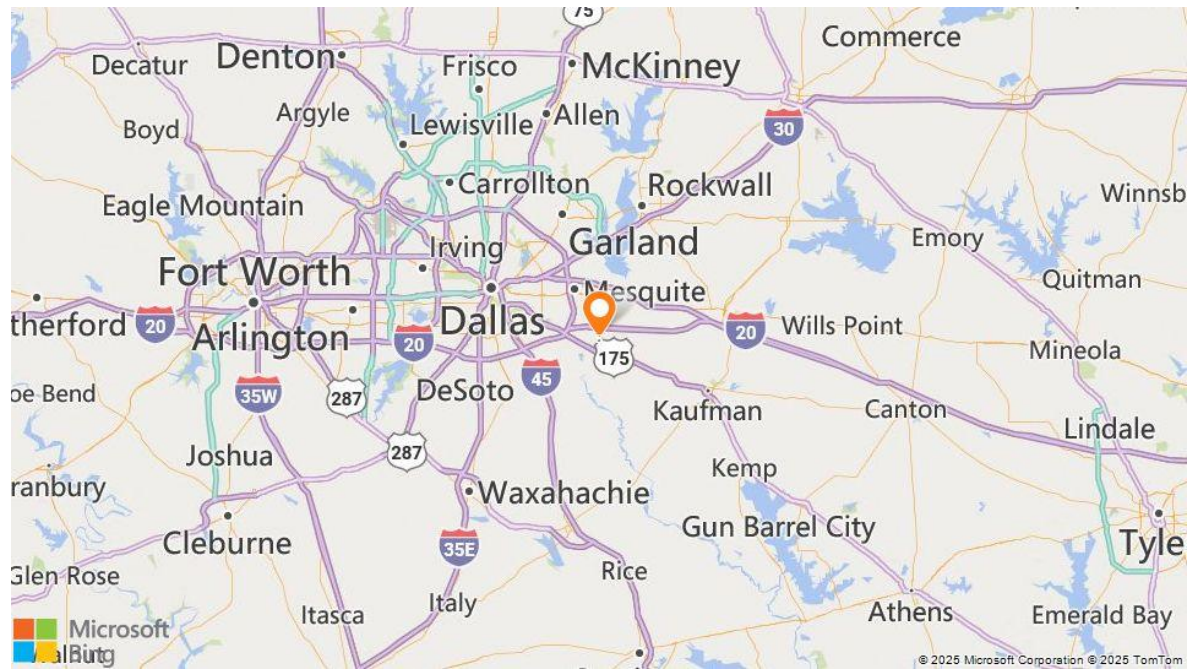 75
Commerce
Denton
Decatur
Frisco
McKinney
Argyle
Allen
Boyd
Lewisville
30
Carrollton
Rockwall
Winnsb
Eagle Mountain
Irving
Garland
Emory
Fort Worth
Quitman
Mesquite
therford
20
Arlington
20
Dallas
175
20
Wills Point
Mineola
oe Bend
35W
287
DeSoto
45
Kaufman
Canton
Lindale
Joshua
287
ranbury
Kemp
Waxahachie
Cleburne
Gun Barrel City
35E
Tyle
Glen Rose
Rice
Itasca
Italy
Athens
Emerald Bay
Microsoft
Bing
© 2025 Microsoft Corporation © 2025 TomTom